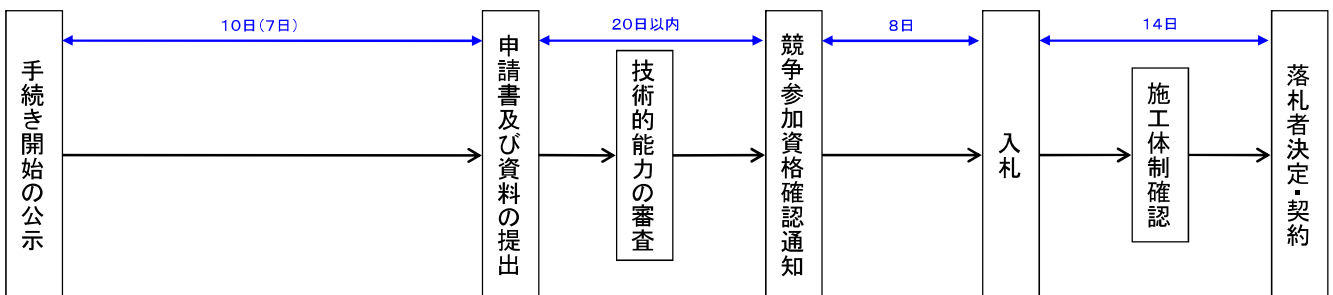 10日(7日)
20日以内
8日
14日
手続き開始の公示
申請書及び資料の提出
技術的能力の審査
競争参加資格確認通知
入札
施工体制確認
落札者決定・契約